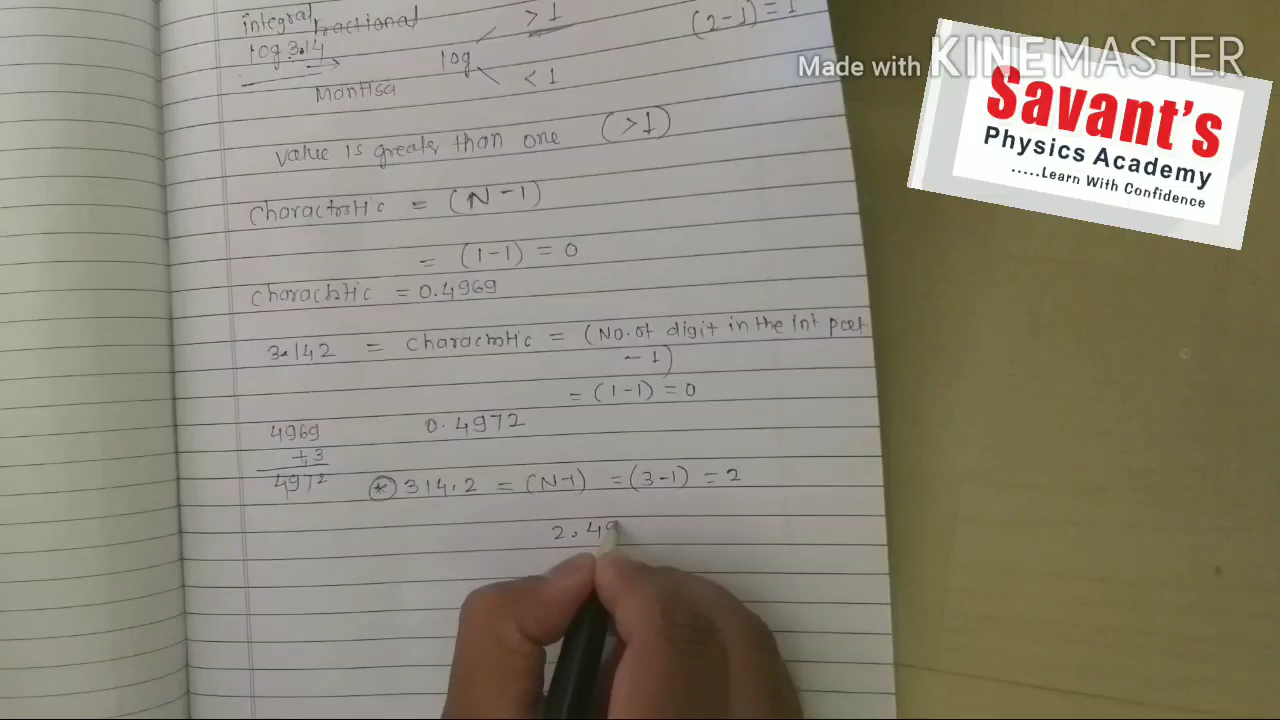 integral fractional
> 1
(2-1) = 1
log 3.14
log
< 1
Mantisa
value is greater than one (>1)
charactrstic = (N-1)
= (1-1) = 0
charactstic = 0.4969
3.142 = charactrstic = (No. of digit in the int part
- 1)
= (1-1) = 0
4969
+3
4972
0.4972
* 314.2 = (N-1) = (3-1) = 2
2.49
Made with KINEMASTER
Savant's
Physics Academy
.....Learn With Confidence